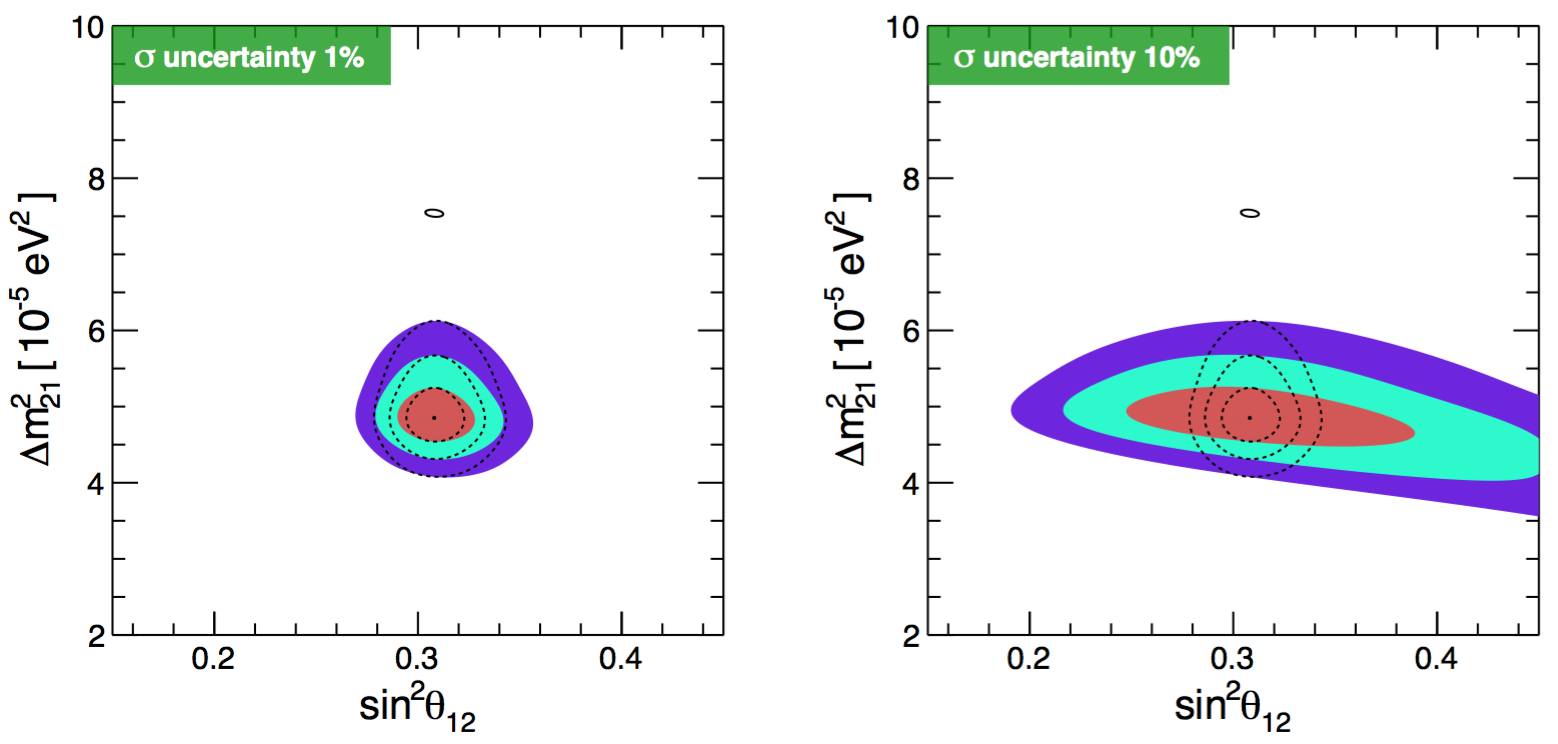 σ uncertainty 1%
10
8
6
4
2
Δm²₂₁ [ 10⁻⁵ eV² ]
0.2 0.3 0.4
sin²θ₁₂
σ uncertainty 10%
10
8
6
4
2
Δm²₂₁ [ 10⁻⁵ eV² ]
0.2 0.3 0.4
sin²θ₁₂